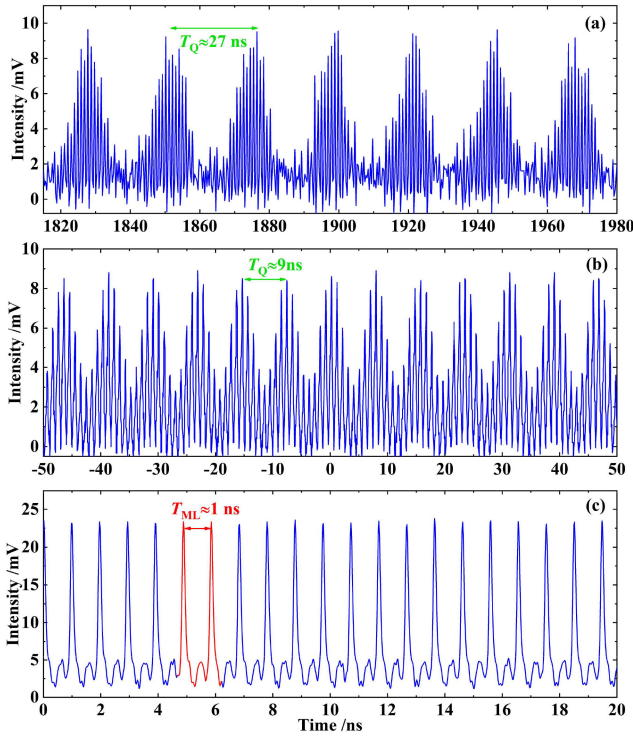 (a)
T_Q≈27 ns
Intensity /mV
10
8
6
4
2
0
1820 1840 1860 1880 1900 1920 1940 1960 1980
(b)
T_Q≈9ns
Intensity /mV
10
8
6
4
2
0
-50 -40 -30 -20 -10 0 10 20 30 40 50
(c)
T_ML≈1 ns
Intensity /mV
25
20
15
10
5
0
0 2 4 6 8 10 12 14 16 18 20
Time /ns